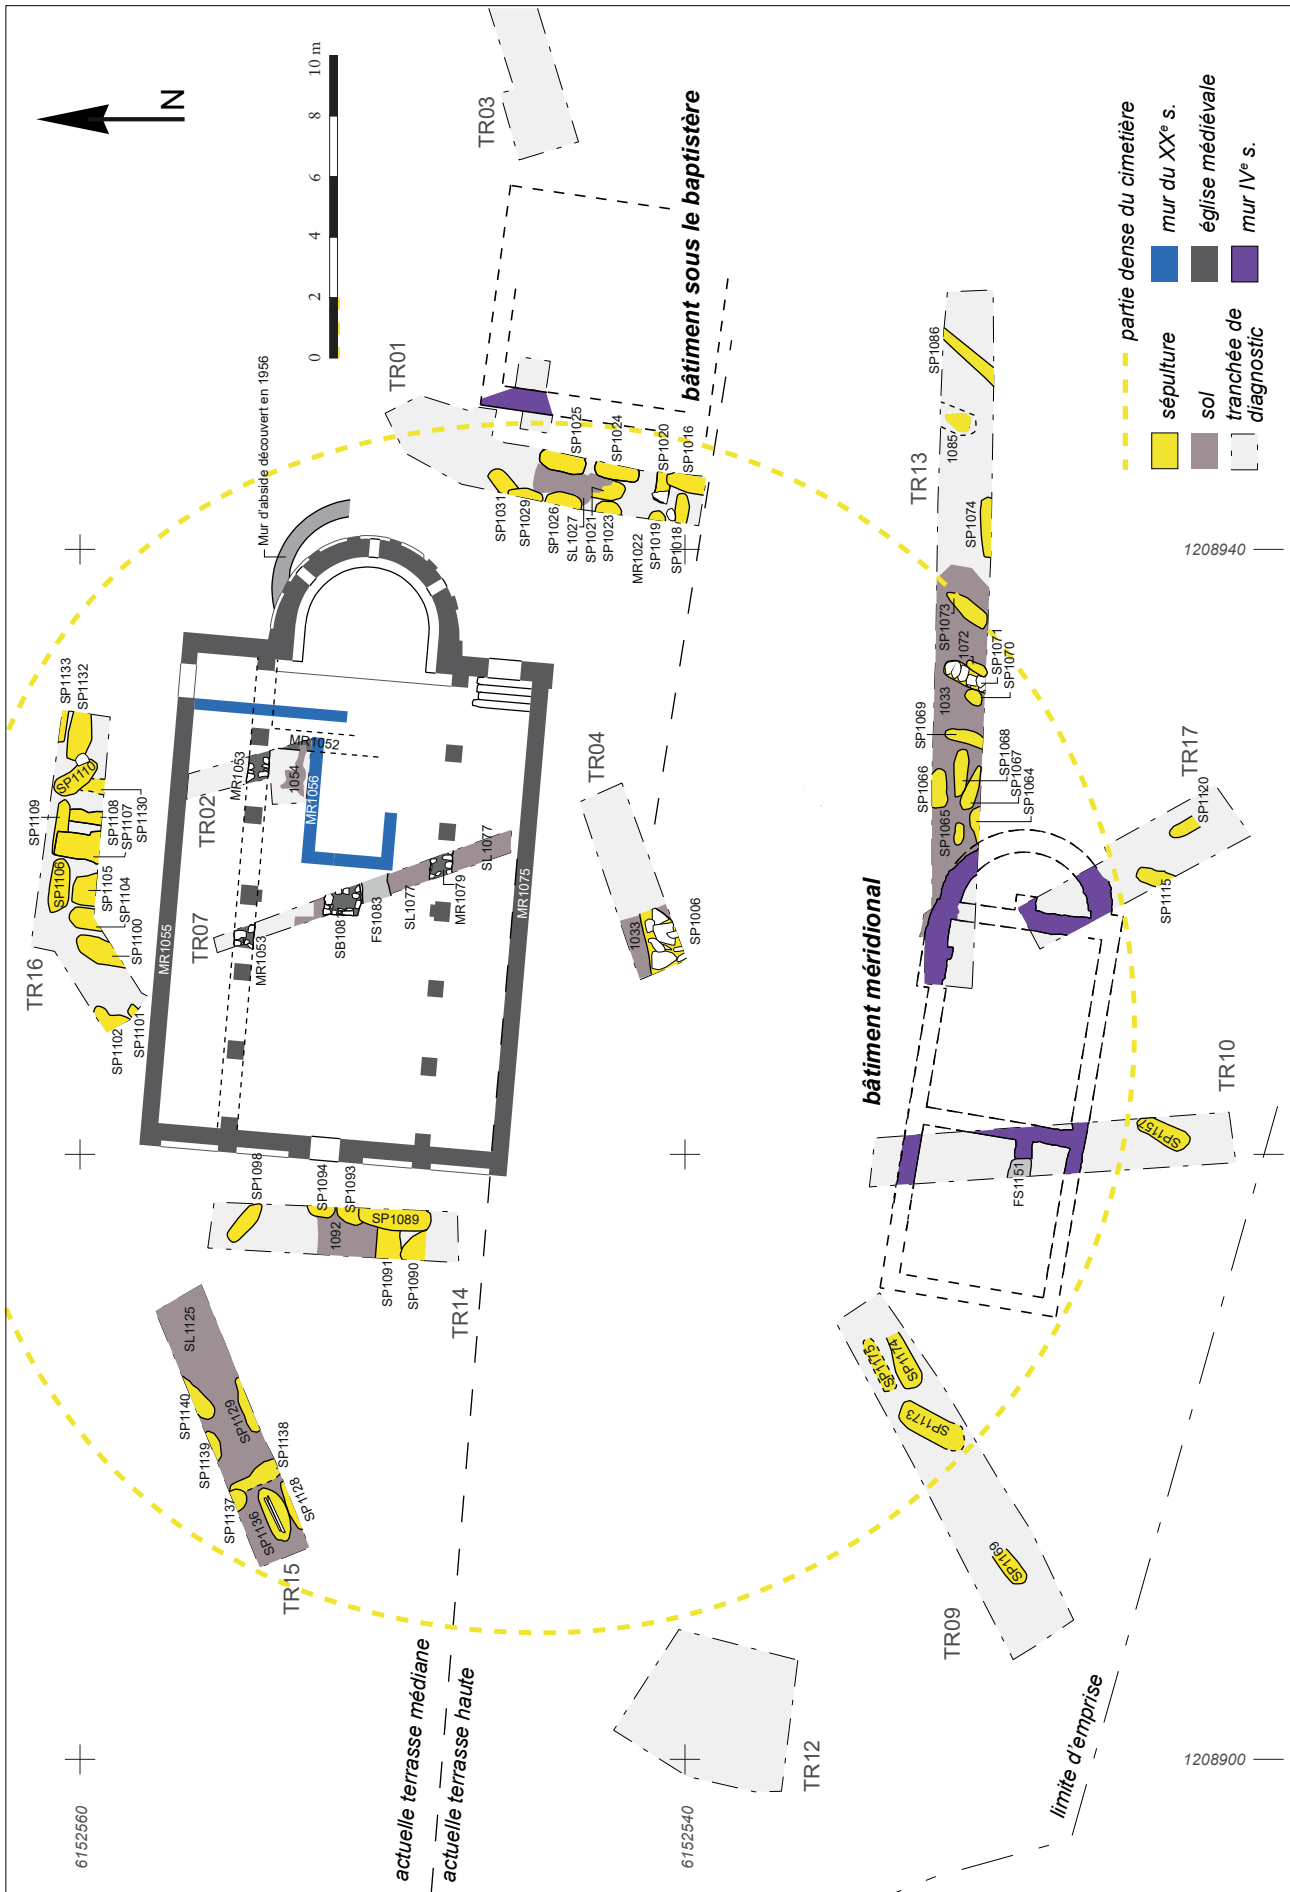 N
10 m
8
6
4
2
0
TR03
Mur d'abside découvert en 1956
TR01
bâtiment sous le baptistère
SP1031
SP1029
SP1026
SL1027
SP1021
SP1023
MR1022
SP1019
SP1018
SP1025
SP1024
SP1020
SP1016
partie dense du cimetière
sépulture
sol
tranchée de
diagnostic
mur du XXe s.
église médiévale
mur IVe s.
SP1133
SP1132
SP1110
SP1109
SP1108
SP1107
SP1130
SP1106
SP1105
SP1104
SP1100
SP1102
SP1101
TR16
MR1055
TR02
MR1053
MR1052
1054
MR1056
TR07
MR1053
SB108
FS1083
SL1077
MR1079
SL1077
MR1075
TR04
1033
SP1006
TR13
SP1086
1085
SP1074
SP1073
1072
SP1071
SP1070
1033
SP1069
SP1068
SP1067
SP1064
SP1066
SP1065
TR17
SP1120
SP1115
bâtiment méridional
TR10
SP1157
FS1151
SP1098
SP1094
SP1093
1092
SP1089
SP1091
SP1090
TR14
SL1125
SP1140
SP1139
SP1129
SP1138
SP1137
SP1136
SP1128
TR15
SP1175
SP1174
SP1173
SP1169
TR09
TR12
actuelle terrasse médiane
actuelle terrasse haute
limite d'emprise
6152560
6152540
1208940
1208900